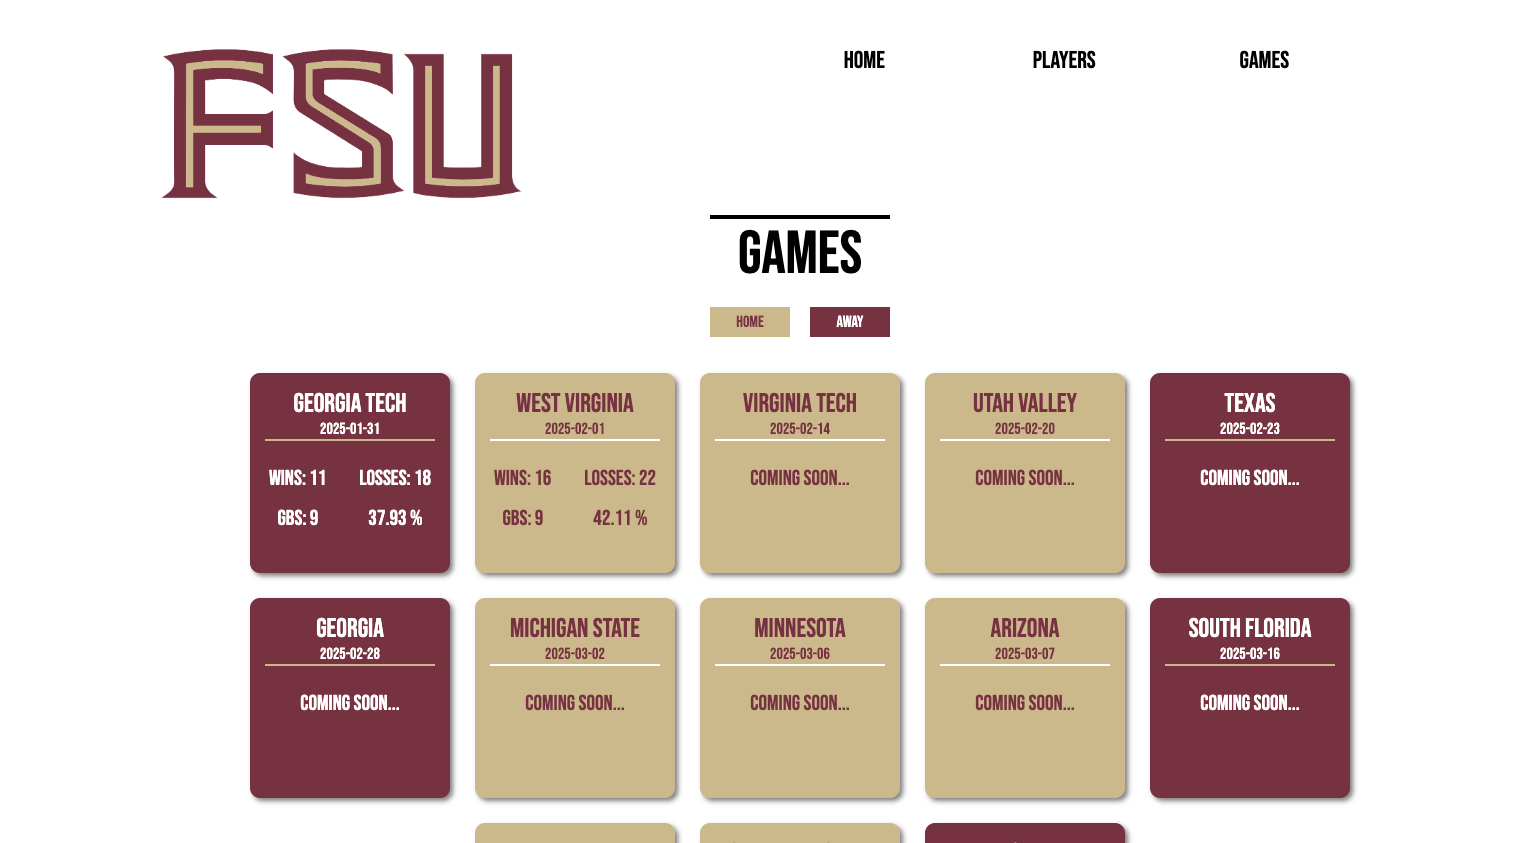 FSU
HOME PLAYERS GAMES
GAMES
HOME AWAY
GEORGIA TECH
2025-01-31
WINS: 11 LOSSES: 18
GBS: 9 37.93 %
WEST VIRGINIA
2025-02-01
WINS: 16 LOSSES: 22
GBS: 9 42.11 %
VIRGINIA TECH
2025-02-14
COMING SOON...
UTAH VALLEY
2025-02-20
COMING SOON...
TEXAS
2025-02-23
COMING SOON...
GEORGIA
2025-02-28
COMING SOON...
MICHIGAN STATE
2025-03-02
COMING SOON...
MINNESOTA
2025-03-06
COMING SOON...
ARIZONA
2025-03-07
COMING SOON...
SOUTH FLORIDA
2025-03-16
COMING SOON...